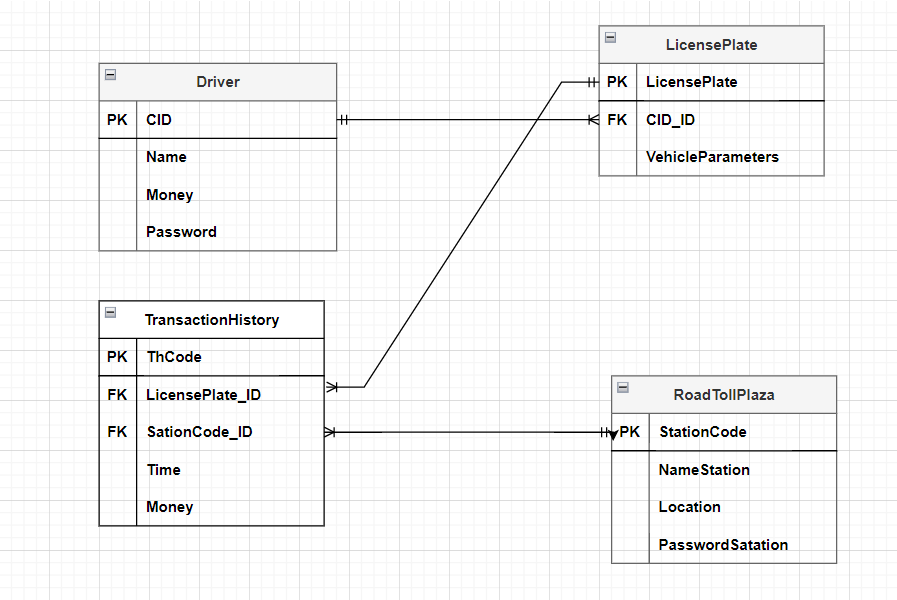 Driver
PK CID
Name
Money
Password
LicensePlate
PK LicensePlate
FK CID_ID
VehicleParameters
TransactionHistory
PK ThCode
FK LicensePlate_ID
FK SationCode_ID
Time
Money
RoadTollPlaza
PK StationCode
NameStation
Location
PasswordSatation